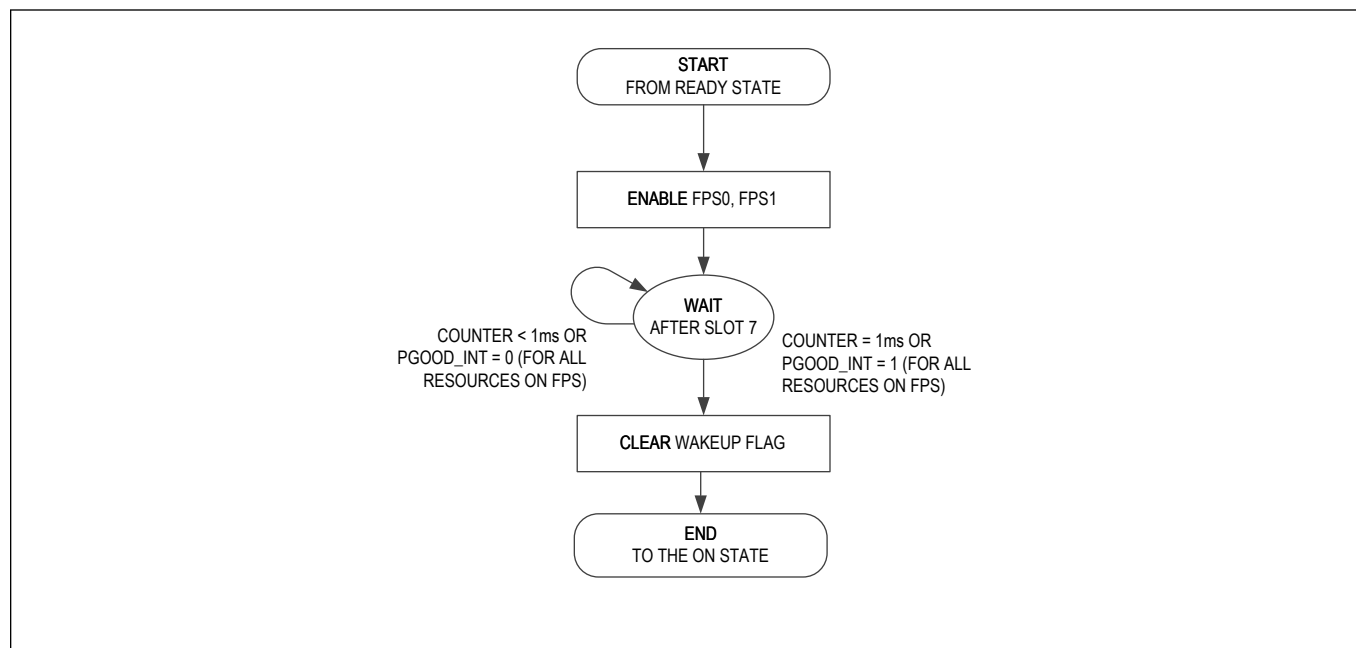 START
FROM READY STATE
ENABLE FPS0, FPS1
WAIT
AFTER SLOT 7
COUNTER < 1ms OR
PGOOD_INT = 0 (FOR ALL
RESOURCES ON FPS)
COUNTER = 1ms OR
PGOOD_INT = 1 (FOR ALL
RESOURCES ON FPS)
CLEAR WAKEUP FLAG
END
TO THE ON STATE